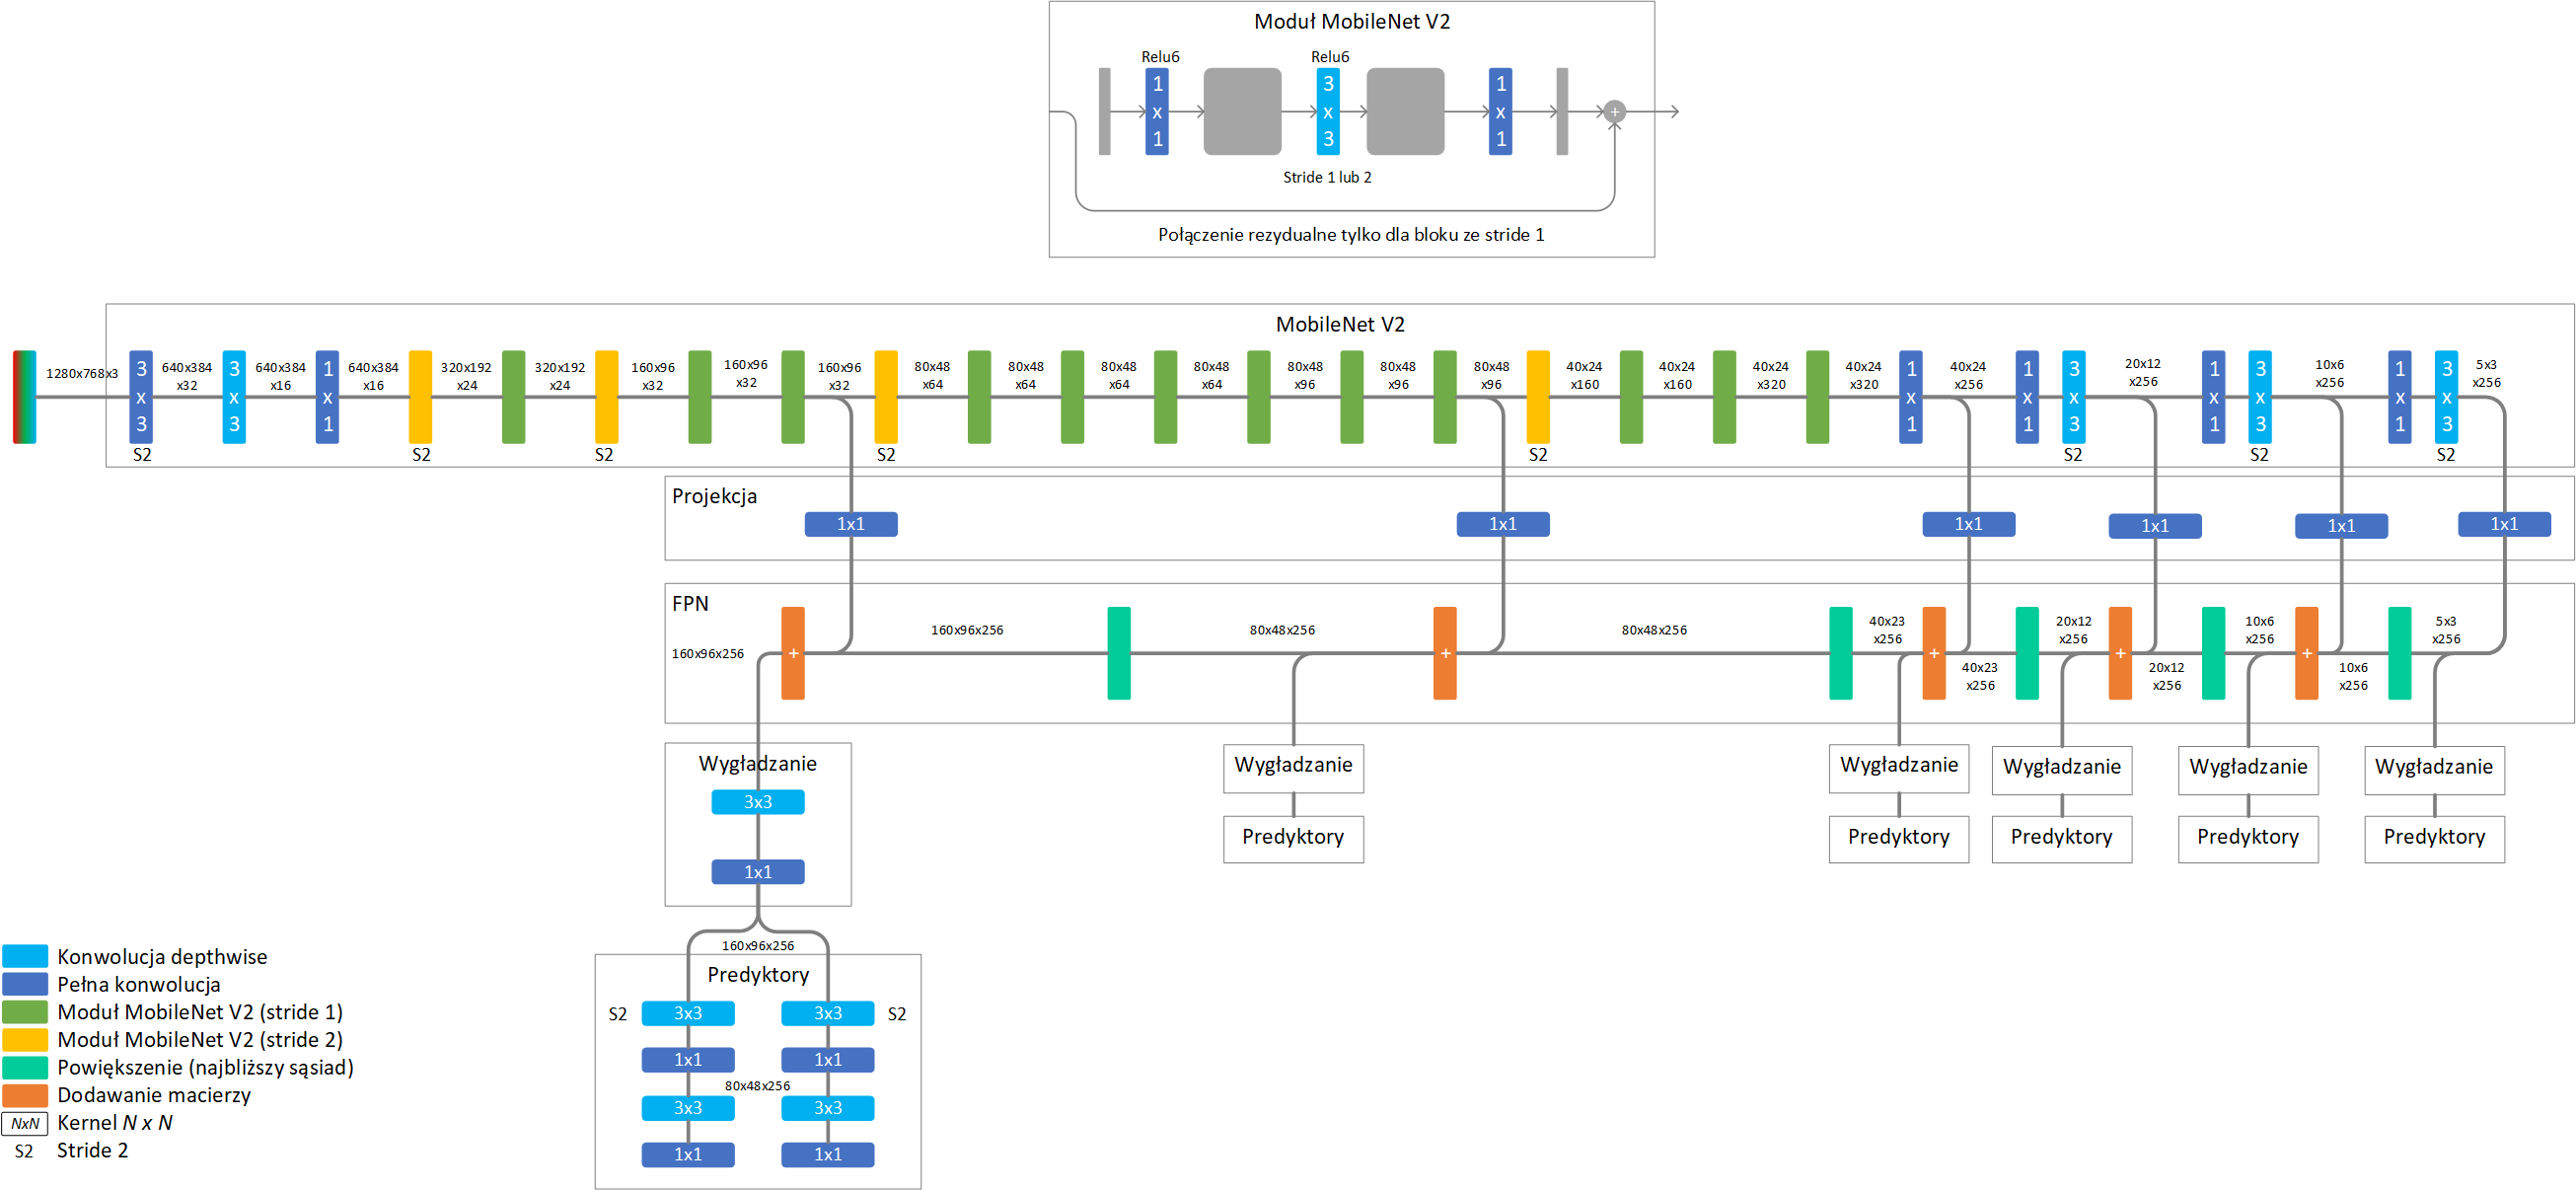 Moduł MobileNet V2
Relu6
Relu6
1
x
1
3
x
3
1
x
1
+
Stride 1 lub 2
Połączenie rezydualne tylko dla bloku ze stride 1
MobileNet V2
1280x768x3
3
x
3
S2
640x384
x32
3
x
3
640x384
x16
1
x
1
640x384
x16
S2
320x192
x24
320x192
x24
S2
160x96
x32
160x96
x32
160x96
x32
S2
80x48
x64
80x48
x64
80x48
x64
80x48
x64
80x48
x96
80x48
x96
80x48
x96
S2
40x24
x160
40x24
x160
40x24
x320
40x24
x320
1
x
1
40x24
x256
1
x
1
3
x
3
S2
20x12
x256
1
x
1
3
x
3
S2
10x6
x256
1
x
1
3
x
3
S2
5x3
x256
Projekcja
1x1
1x1
1x1
1x1
1x1
1x1
FPN
160x96x256
+
160x96x256
80x48x256
+
80x48x256
40x23
x256
+
40x23
x256
20x12
x256
+
20x12
x256
10x6
x256
+
10x6
x256
5x3
x256
Wygładzanie
3x3
1x1
Wygładzanie
Predyktory
Wygładzanie
Predyktory
Wygładzanie
Predyktory
Wygładzanie
Predyktory
Wygładzanie
Predyktory
160x96x256
Predyktory
S2
3x3
3x3
S2
1x1
1x1
80x48x256
3x3
3x3
1x1
1x1
Konwolucja depthwise
Pełna konwolucja
Moduł MobileNet V2 (stride 1)
Moduł MobileNet V2 (stride 2)
Powiększenie (najbliższy sąsiad)
Dodawanie macierzy
NxN Kernel N x N
S2 Stride 2